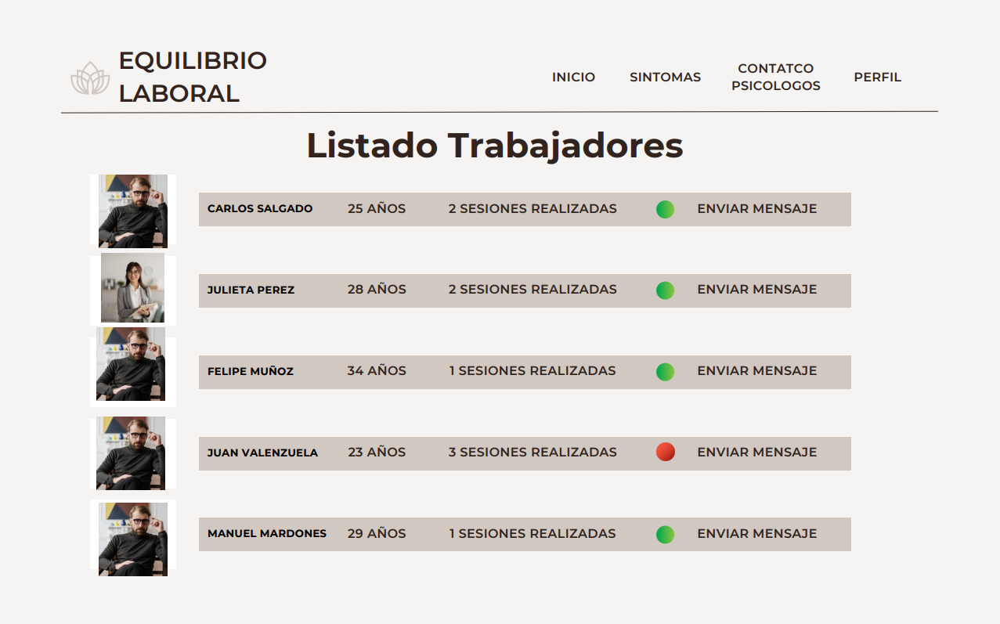 EQUILIBRIO
LABORAL
INICIO SINTOMAS CONTATCO PSICOLOGOS PERFIL
Listado Trabajadores
CARLOS SALGADO 25 AÑOS 2 SESIONES REALIZADAS ENVIAR MENSAJE
JULIETA PEREZ 28 AÑOS 2 SESIONES REALIZADAS ENVIAR MENSAJE
FELIPE MUÑOZ 34 AÑOS 1 SESIONES REALIZADAS ENVIAR MENSAJE
JUAN VALENZUELA 23 AÑOS 3 SESIONES REALIZADAS ENVIAR MENSAJE
MANUEL MARDONES 29 AÑOS 1 SESIONES REALIZADAS ENVIAR MENSAJE